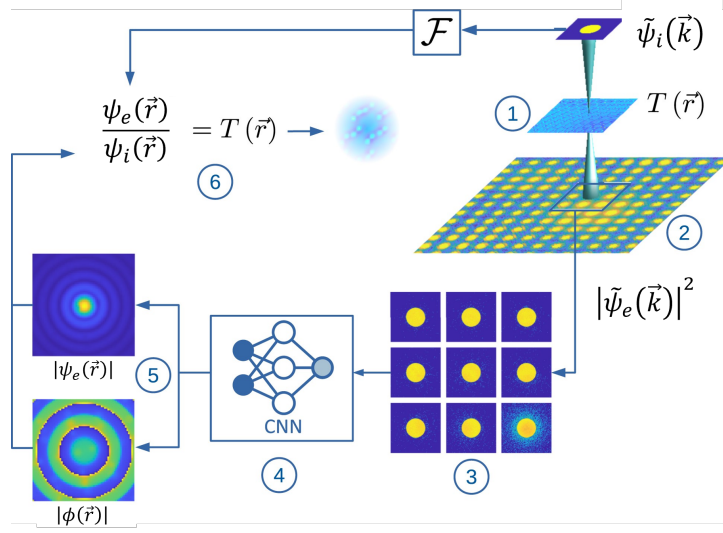 ℱ
ψ̃ᵢ(k⃗)
1
T(r⃗)
ψₑ(r⃗)
ψᵢ(r⃗)
= T (r⃗)
6
2
|ψ̃ₑ(k⃗)|²
|ψₑ(r⃗)|
5
CNN
4
3
|ϕ(r⃗)|